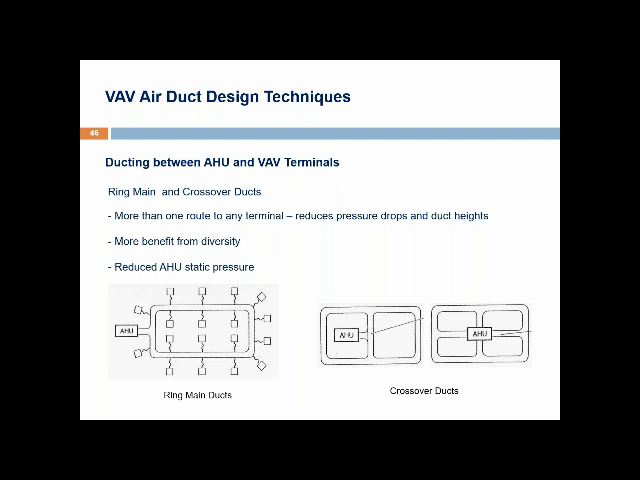 VAV Air Duct Design Techniques
46
Ducting between AHU and VAV Terminals
Ring Main and Crossover Ducts
- More than one route to any terminal – reduces pressure drops and duct heights
- More benefit from diversity
- Reduced AHU static pressure
AHU
AHU
AHU
Ring Main Ducts
Crossover Ducts